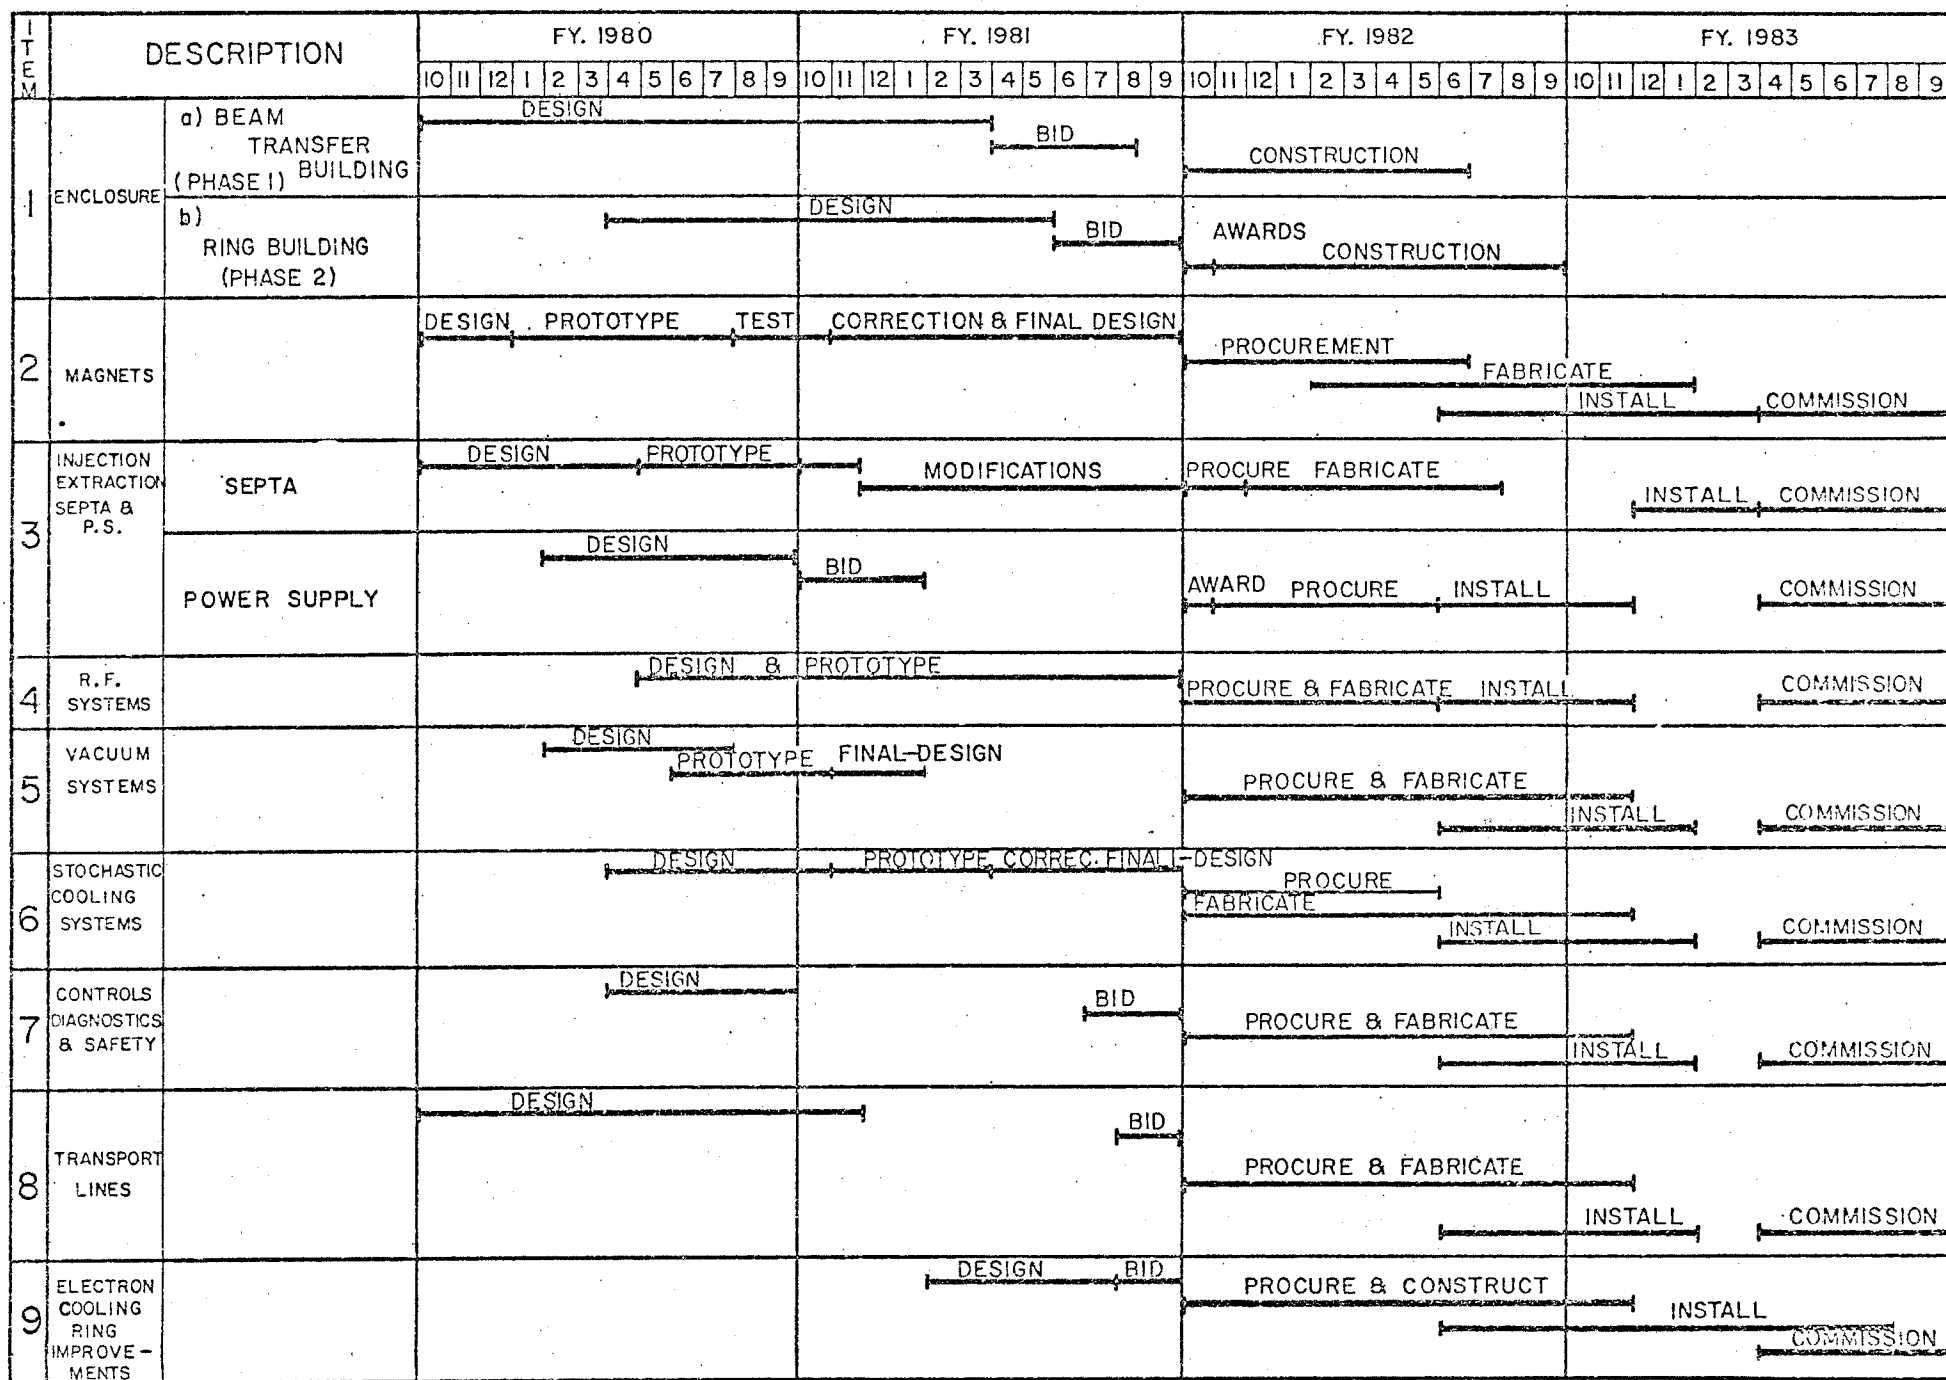 ITEM
DESCRIPTION
FY. 1980
FY. 1981
FY. 1982
FY. 1983
10 11 12 1 2 3 4 5 6 7 8 9 10 11 12 1 2 3 4 5 6 7 8 9 10 11 12 1 2 3 4 5 6 7 8 9 10 11 12 1 2 3 4 5 6 7 8 9
1
ENCLOSURE
a) BEAM
TRANSFER
BUILDING
(PHASE 1)
DESIGN
BID
CONSTRUCTION
b)
RING BUILDING
(PHASE 2)
DESIGN
BID
AWARDS
CONSTRUCTION
2
MAGNETS
DESIGN PROTOTYPE TEST CORRECTION & FINAL DESIGN
PROCUREMENT
FABRICATE
INSTALL COMMISSION
3
INJECTION
EXTRACTION
SEPTA &
P.S.
SEPTA
DESIGN PROTOTYPE
MODIFICATIONS PROCURE FABRICATE
INSTALL COMMISSION
POWER SUPPLY
DESIGN
BID
AWARD PROCURE INSTALL COMMISSION
4
R.F.
SYSTEMS
DESIGN & PROTOTYPE
PROCURE & FABRICATE INSTALL COMMISSION
5
VACUUM
SYSTEMS
DESIGN
PROTOTYPE FINAL-DESIGN
PROCURE & FABRICATE
INSTALL COMMISSION
6
STOCHASTIC
COOLING
SYSTEMS
DESIGN PROTOTYPE CORREC. FINAL-DESIGN
PROCURE
FABRICATE
INSTALL COMMISSION
7
CONTROLS
DIAGNOSTICS
& SAFETY
DESIGN
BID
PROCURE & FABRICATE
INSTALL COMMISSION
8
TRANSPORT
LINES
DESIGN
BID
PROCURE & FABRICATE
INSTALL COMMISSION
9
ELECTRON
COOLING
RING
IMPROVE-
MENTS
DESIGN BID
PROCURE & CONSTRUCT
INSTALL
COMMISSION